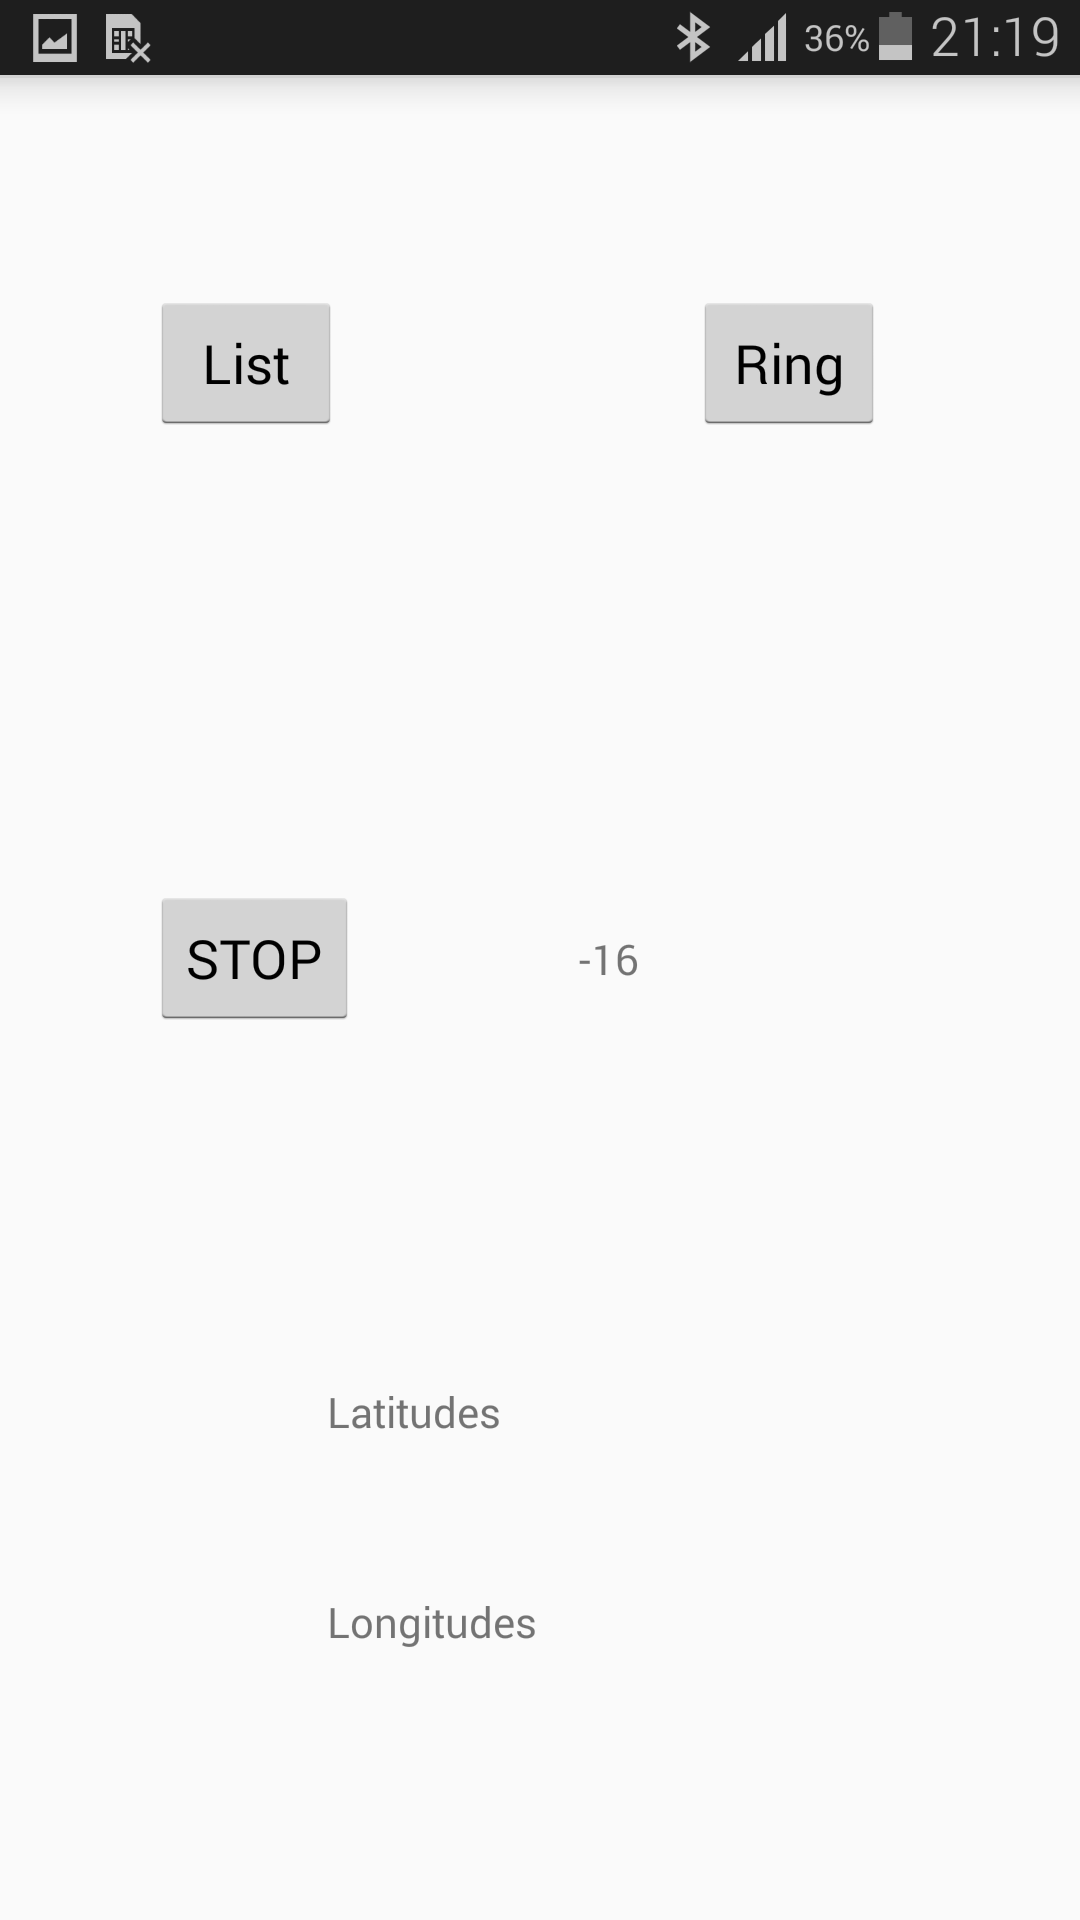 36% 21:19
List Ring
STOP -16
Latitudes
Longitudes